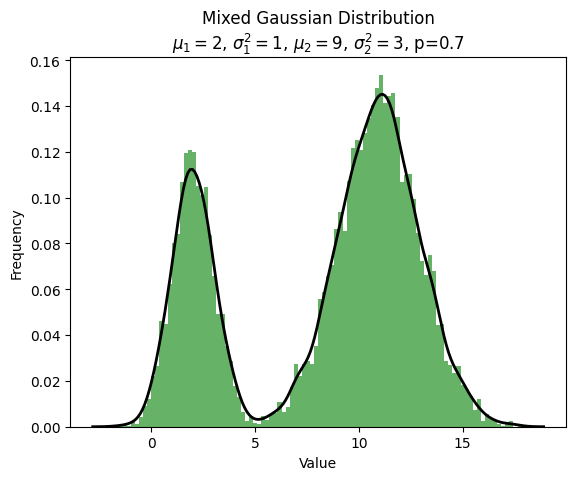 Mixed Gaussian Distribution
μ₁ = 2, σ₁² = 1, μ₂ = 9, σ₂² = 3, p=0.7
0.16
0.14
0.12
0.10
0.08
0.06
0.04
0.02
0.00
Frequency
0 5 10 15
Value